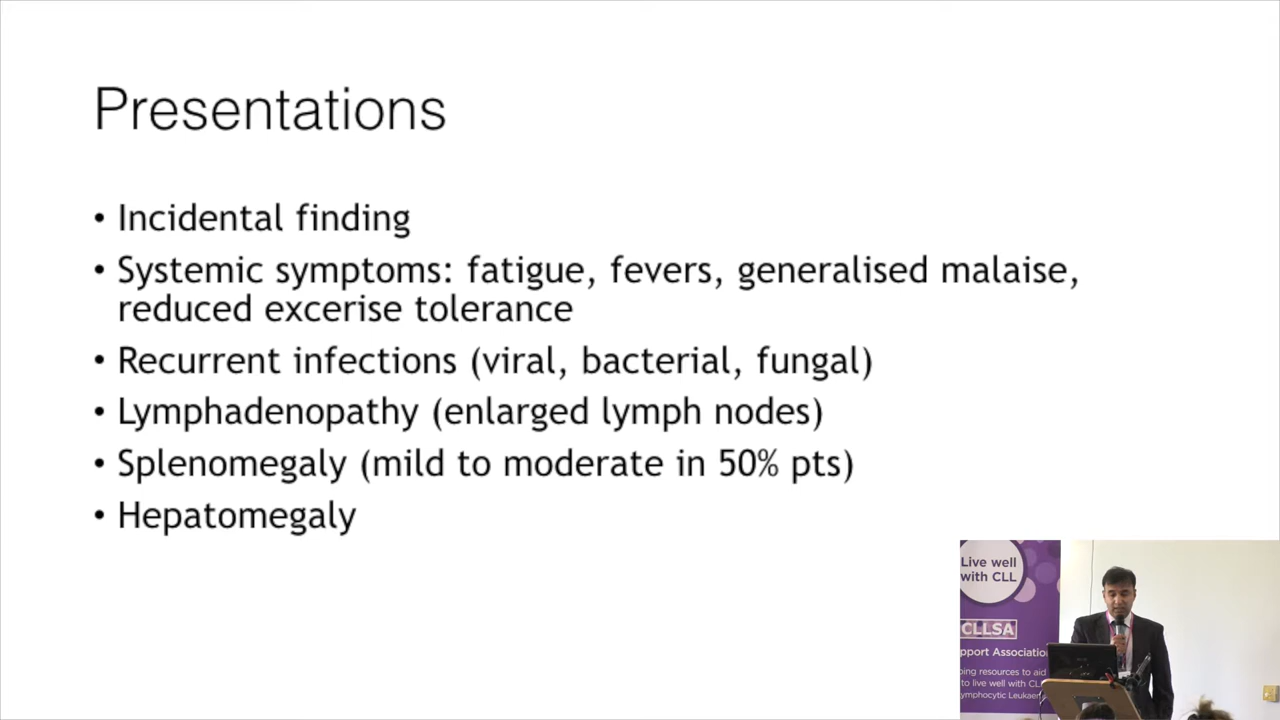 Presentations
• Incidental finding
• Systemic symptoms: fatigue, fevers, generalised malaise,
reduced excerise tolerance
• Recurrent infections (viral, bacterial, fungal)
• Lymphadenopathy (enlarged lymph nodes)
• Splenomegaly (mild to moderate in 50% pts)
• Hepatomegaly
Live well
with CLL
CLLSA
pport Association
ping resources to aid
to live well with CL
ymphocytic Leukae